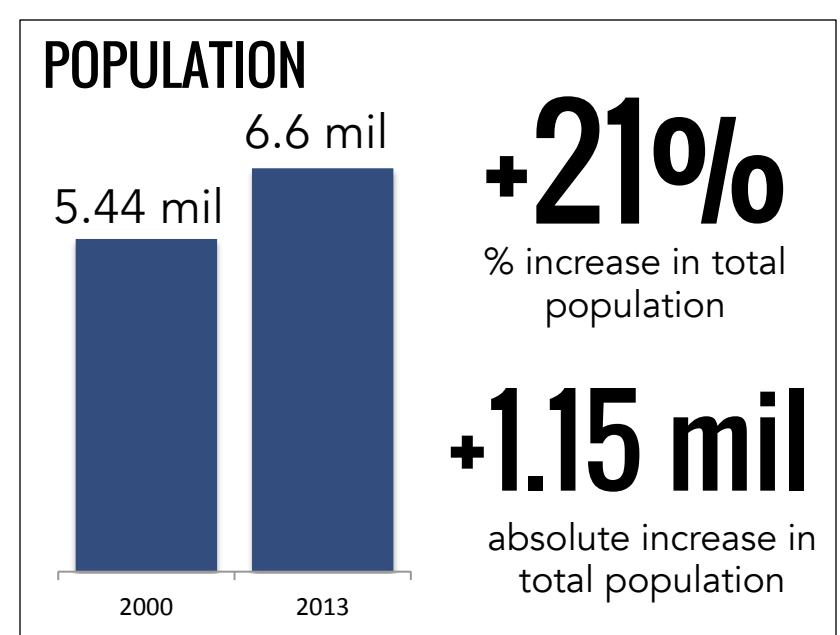 POPULATION
5.44 mil
6.6 mil
2000
2013
+21%
% increase in total
population
+1.15 mil
absolute increase in
total population